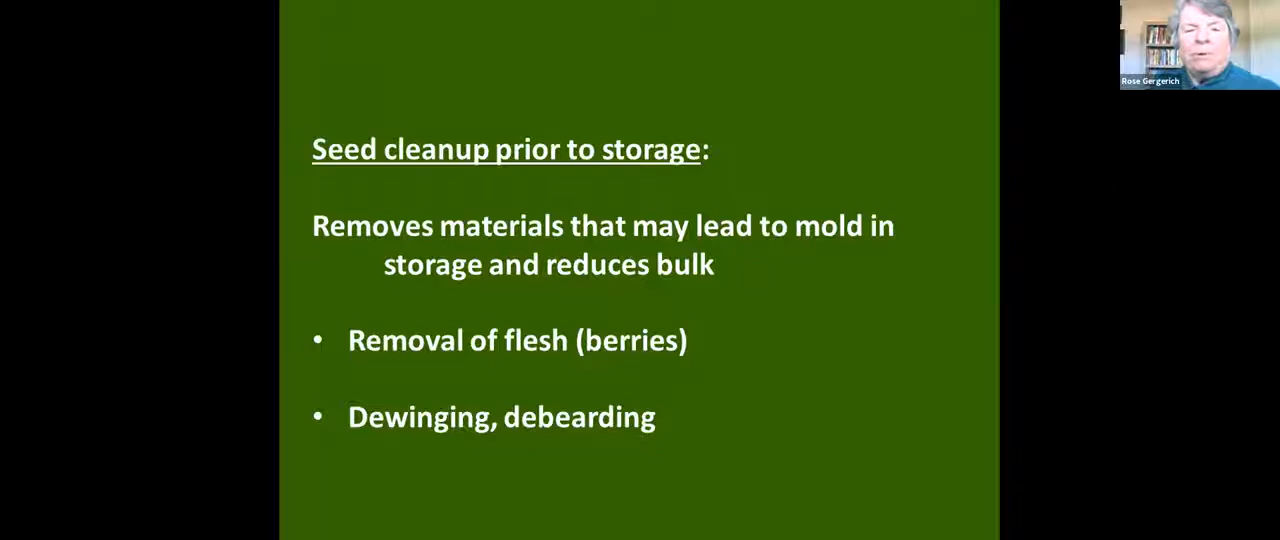 Rose Gergerich
Seed cleanup prior to storage:
Removes materials that may lead to mold in
storage and reduces bulk
• Removal of flesh (berries)
• Dewinging, debearding